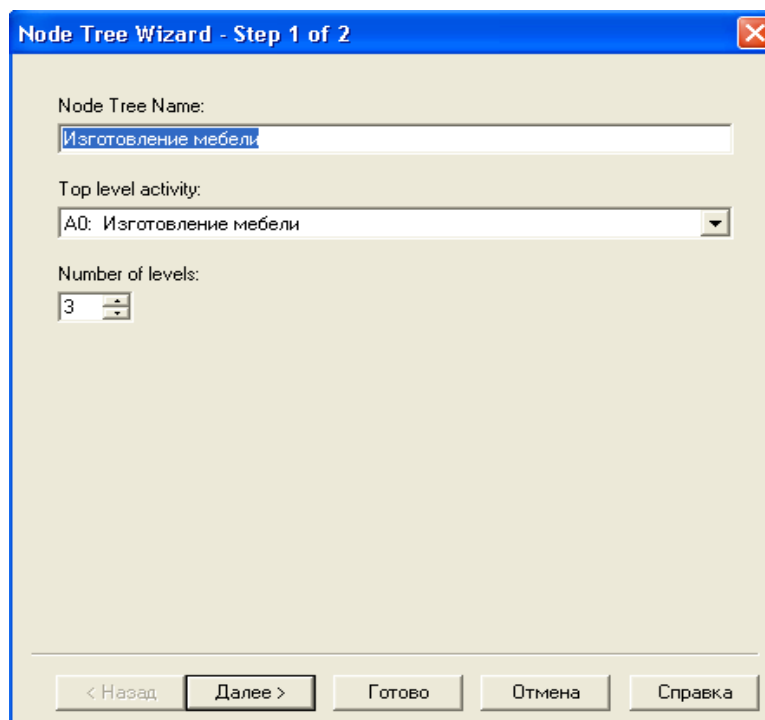 Node Tree Wizard - Step 1 of 2
Node Tree Name:
Изготовление мебели
Top level activity:
A0: Изготовление мебели
Number of levels:
3
< Назад Далее > Готово Отмена Справка